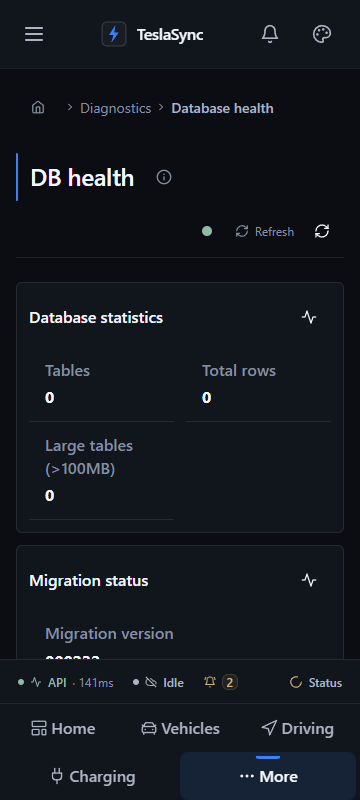 TeslaSync
Diagnostics > Database health
DB health
Refresh
Database statistics
Tables
0
Total rows
0
Large tables
(>100MB)
0
Migration status
Migration version
API · 141ms
Idle
2
Status
Home
Vehicles
Driving
Charging
More